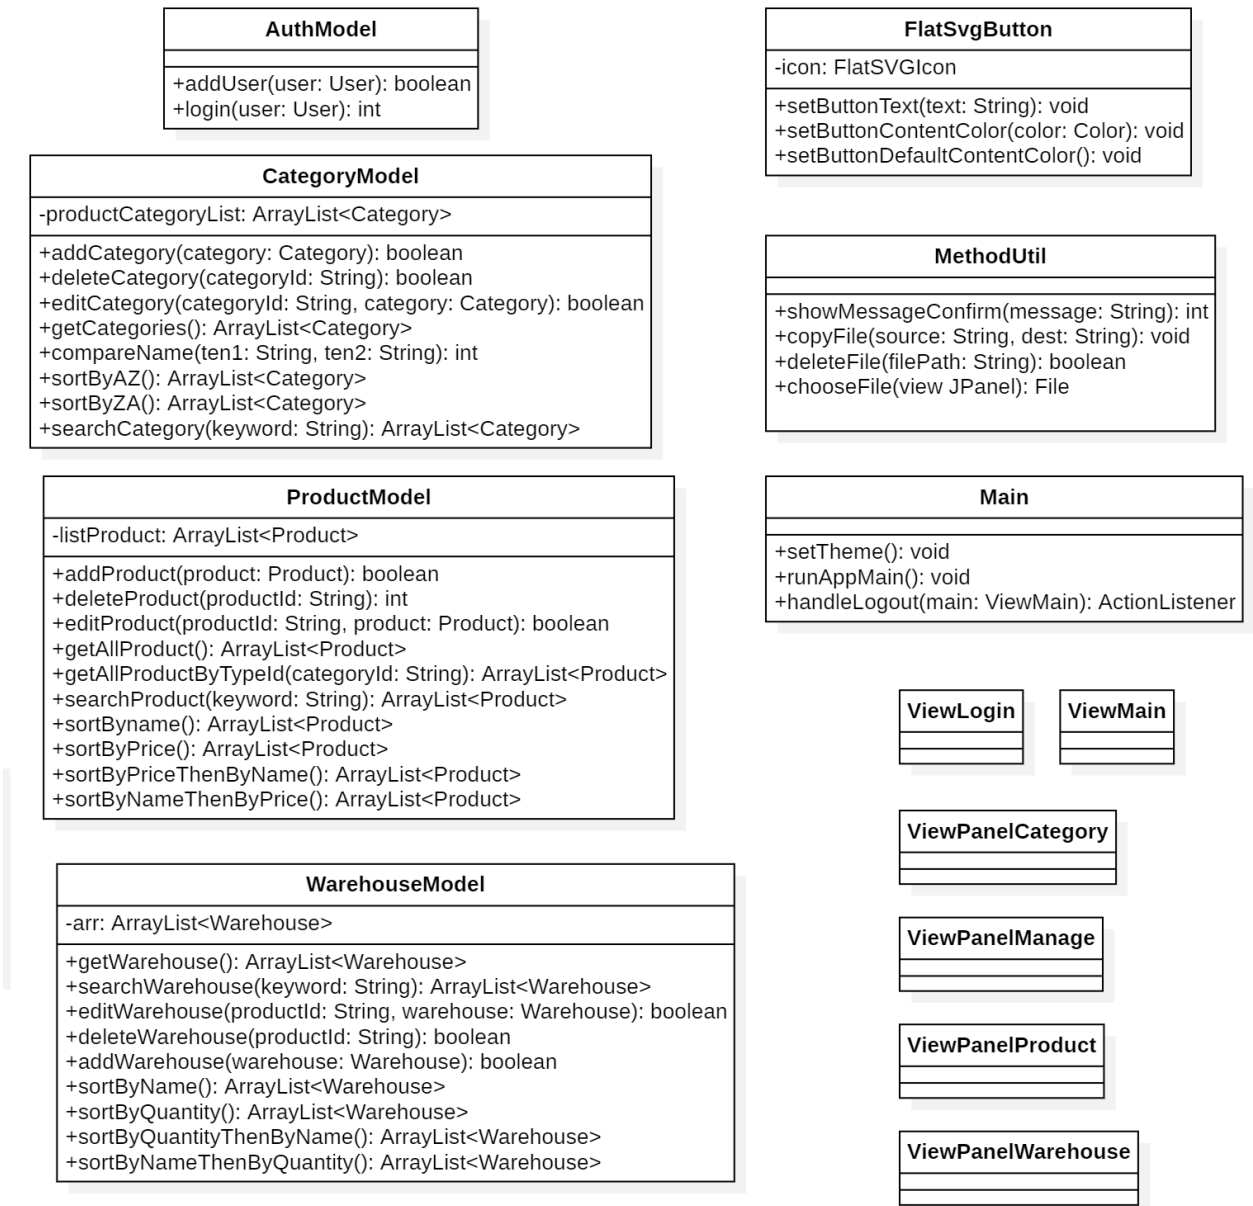 AuthModel
+addUser(user: User): boolean
+login(user: User): int
CategoryModel
-productCategoryList: ArrayList<Category>
+addCategory(category: Category): boolean
+deleteCategory(categoryId: String): boolean
+editCategory(categoryId: String, category: Category): boolean
+getCategories(): ArrayList<Category>
+compareName(ten1: String, ten2: String): int
+sortByAZ(): ArrayList<Category>
+sortByZA(): ArrayList<Category>
+searchCategory(keyword: String): ArrayList<Category>
ProductModel
-listProduct: ArrayList<Product>
+addProduct(product: Product): boolean
+deleteProduct(productId: String): int
+editProduct(productId: String, product: Product): boolean
+getAllProduct(): ArrayList<Product>
+getAllProductByTypeId(categoryId: String): ArrayList<Product>
+searchProduct(keyword: String): ArrayList<Product>
+sortByname(): ArrayList<Product>
+sortByPrice(): ArrayList<Product>
+sortByPriceThenByName(): ArrayList<Product>
+sortByNameThenByPrice(): ArrayList<Product>
WarehouseModel
-arr: ArrayList<Warehouse>
+getWarehouse(): ArrayList<Warehouse>
+searchWarehouse(keyword: String): ArrayList<Warehouse>
+editWarehouse(productId: String, warehouse: Warehouse): boolean
+deleteWarehouse(productId: String): boolean
+addWarehouse(warehouse: Warehouse): boolean
+sortByName(): ArrayList<Warehouse>
+sortByQuantity(): ArrayList<Warehouse>
+sortByQuantityThenByName(): ArrayList<Warehouse>
+sortByNameThenByQuantity(): ArrayList<Warehouse>
FlatSvgButton
-icon: FlatSVGIcon
+setButtonText(text: String): void
+setButtonContentColor(color: Color): void
+setButtonDefaultContentColor(): void
MethodUtil
+showMessageConfirm(message: String): int
+copyFile(source: String, dest: String): void
+deleteFile(filePath: String): boolean
+chooseFile(view JPanel): File
Main
+setTheme(): void
+runAppMain(): void
+handleLogout(main: ViewMain): ActionListener
ViewLogin
ViewMain
ViewPanelCategory
ViewPanelManage
ViewPanelProduct
ViewPanelWarehouse